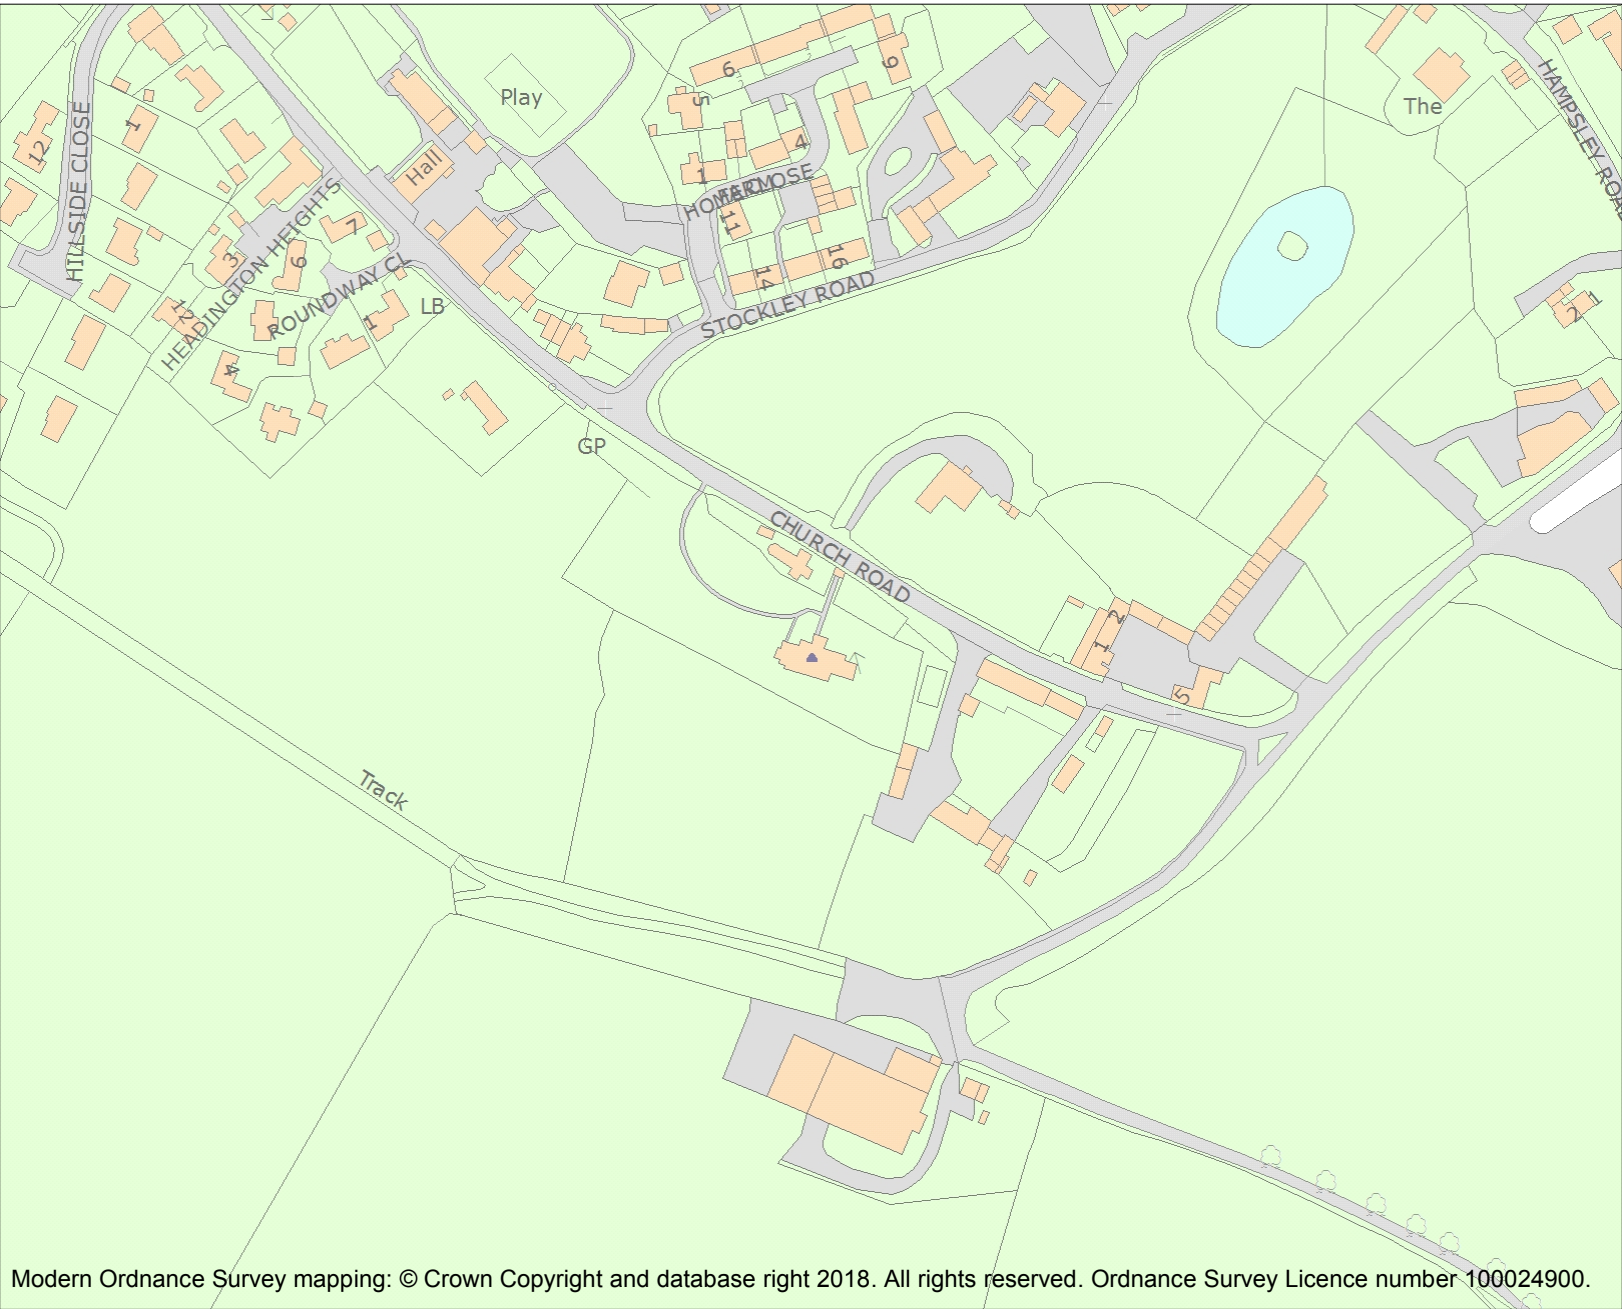 Play
The
HAMPSLEY ROAD
HILLSIDE CLOSE
12
1
Hall
6
9
5
4
1
HOME FARM CLOSE
11
16
14
STOCKLEY ROAD
HEADINGTON HEIGHTS
7
3
6
12
ROUNDWAY CL
1
LB
4
2 1
GP
CHURCH ROAD
2
1
5
Track
Modern Ordnance Survey mapping: © Crown Copyright and database right 2018. All rights reserved. Ordnance Survey Licence number 100024900.